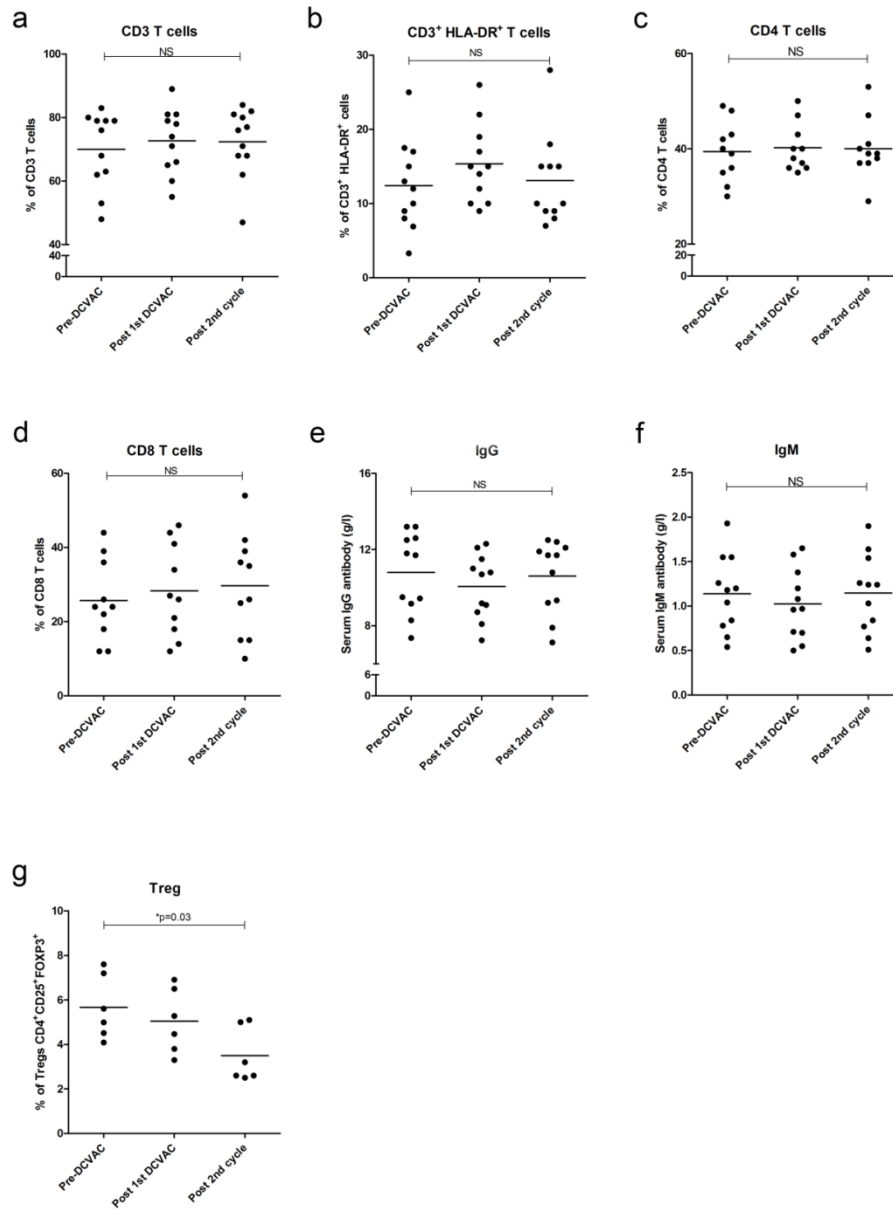 a
CD3 T cells
NS
% of CD3 T cells
80
60
40
40
0
Pre-DCVAC
Post 1st DCVAC
Post 2nd cycle
b
CD3⁺ HLA-DR⁺ T cells
NS
% of CD3⁺ HLA-DR⁺ cells
30
20
10
0
Pre-DCVAC
Post 1st DCVAC
Post 2nd cycle
c
CD4 T cells
NS
% of CD4 T cells
60
40
20
20
0
Pre-DCVAC
Post 1st DCVAC
Post 2nd cycle
d
CD8 T cells
NS
% of CD8 T cells
60
40
20
0
Pre-DCVAC
Post 1st DCVAC
Post 2nd cycle
e
IgG
NS
Serum IgG antibody (g/l)
16
12
8
6
0
Pre-DCVAC
Post 1st DCVAC
Post 2nd cycle
f
IgM
NS
Serum IgM antibody (g/l)
2.5
2.0
1.5
1.0
0.5
0.0
Pre-DCVAC
Post 1st DCVAC
Post 2nd cycle
g
Treg
*p=0.03
% of Tregs CD4⁺CD25⁺FOXP3⁺
10
8
6
4
2
0
Pre-DCVAC
Post 1st DCVAC
Post 2nd cycle